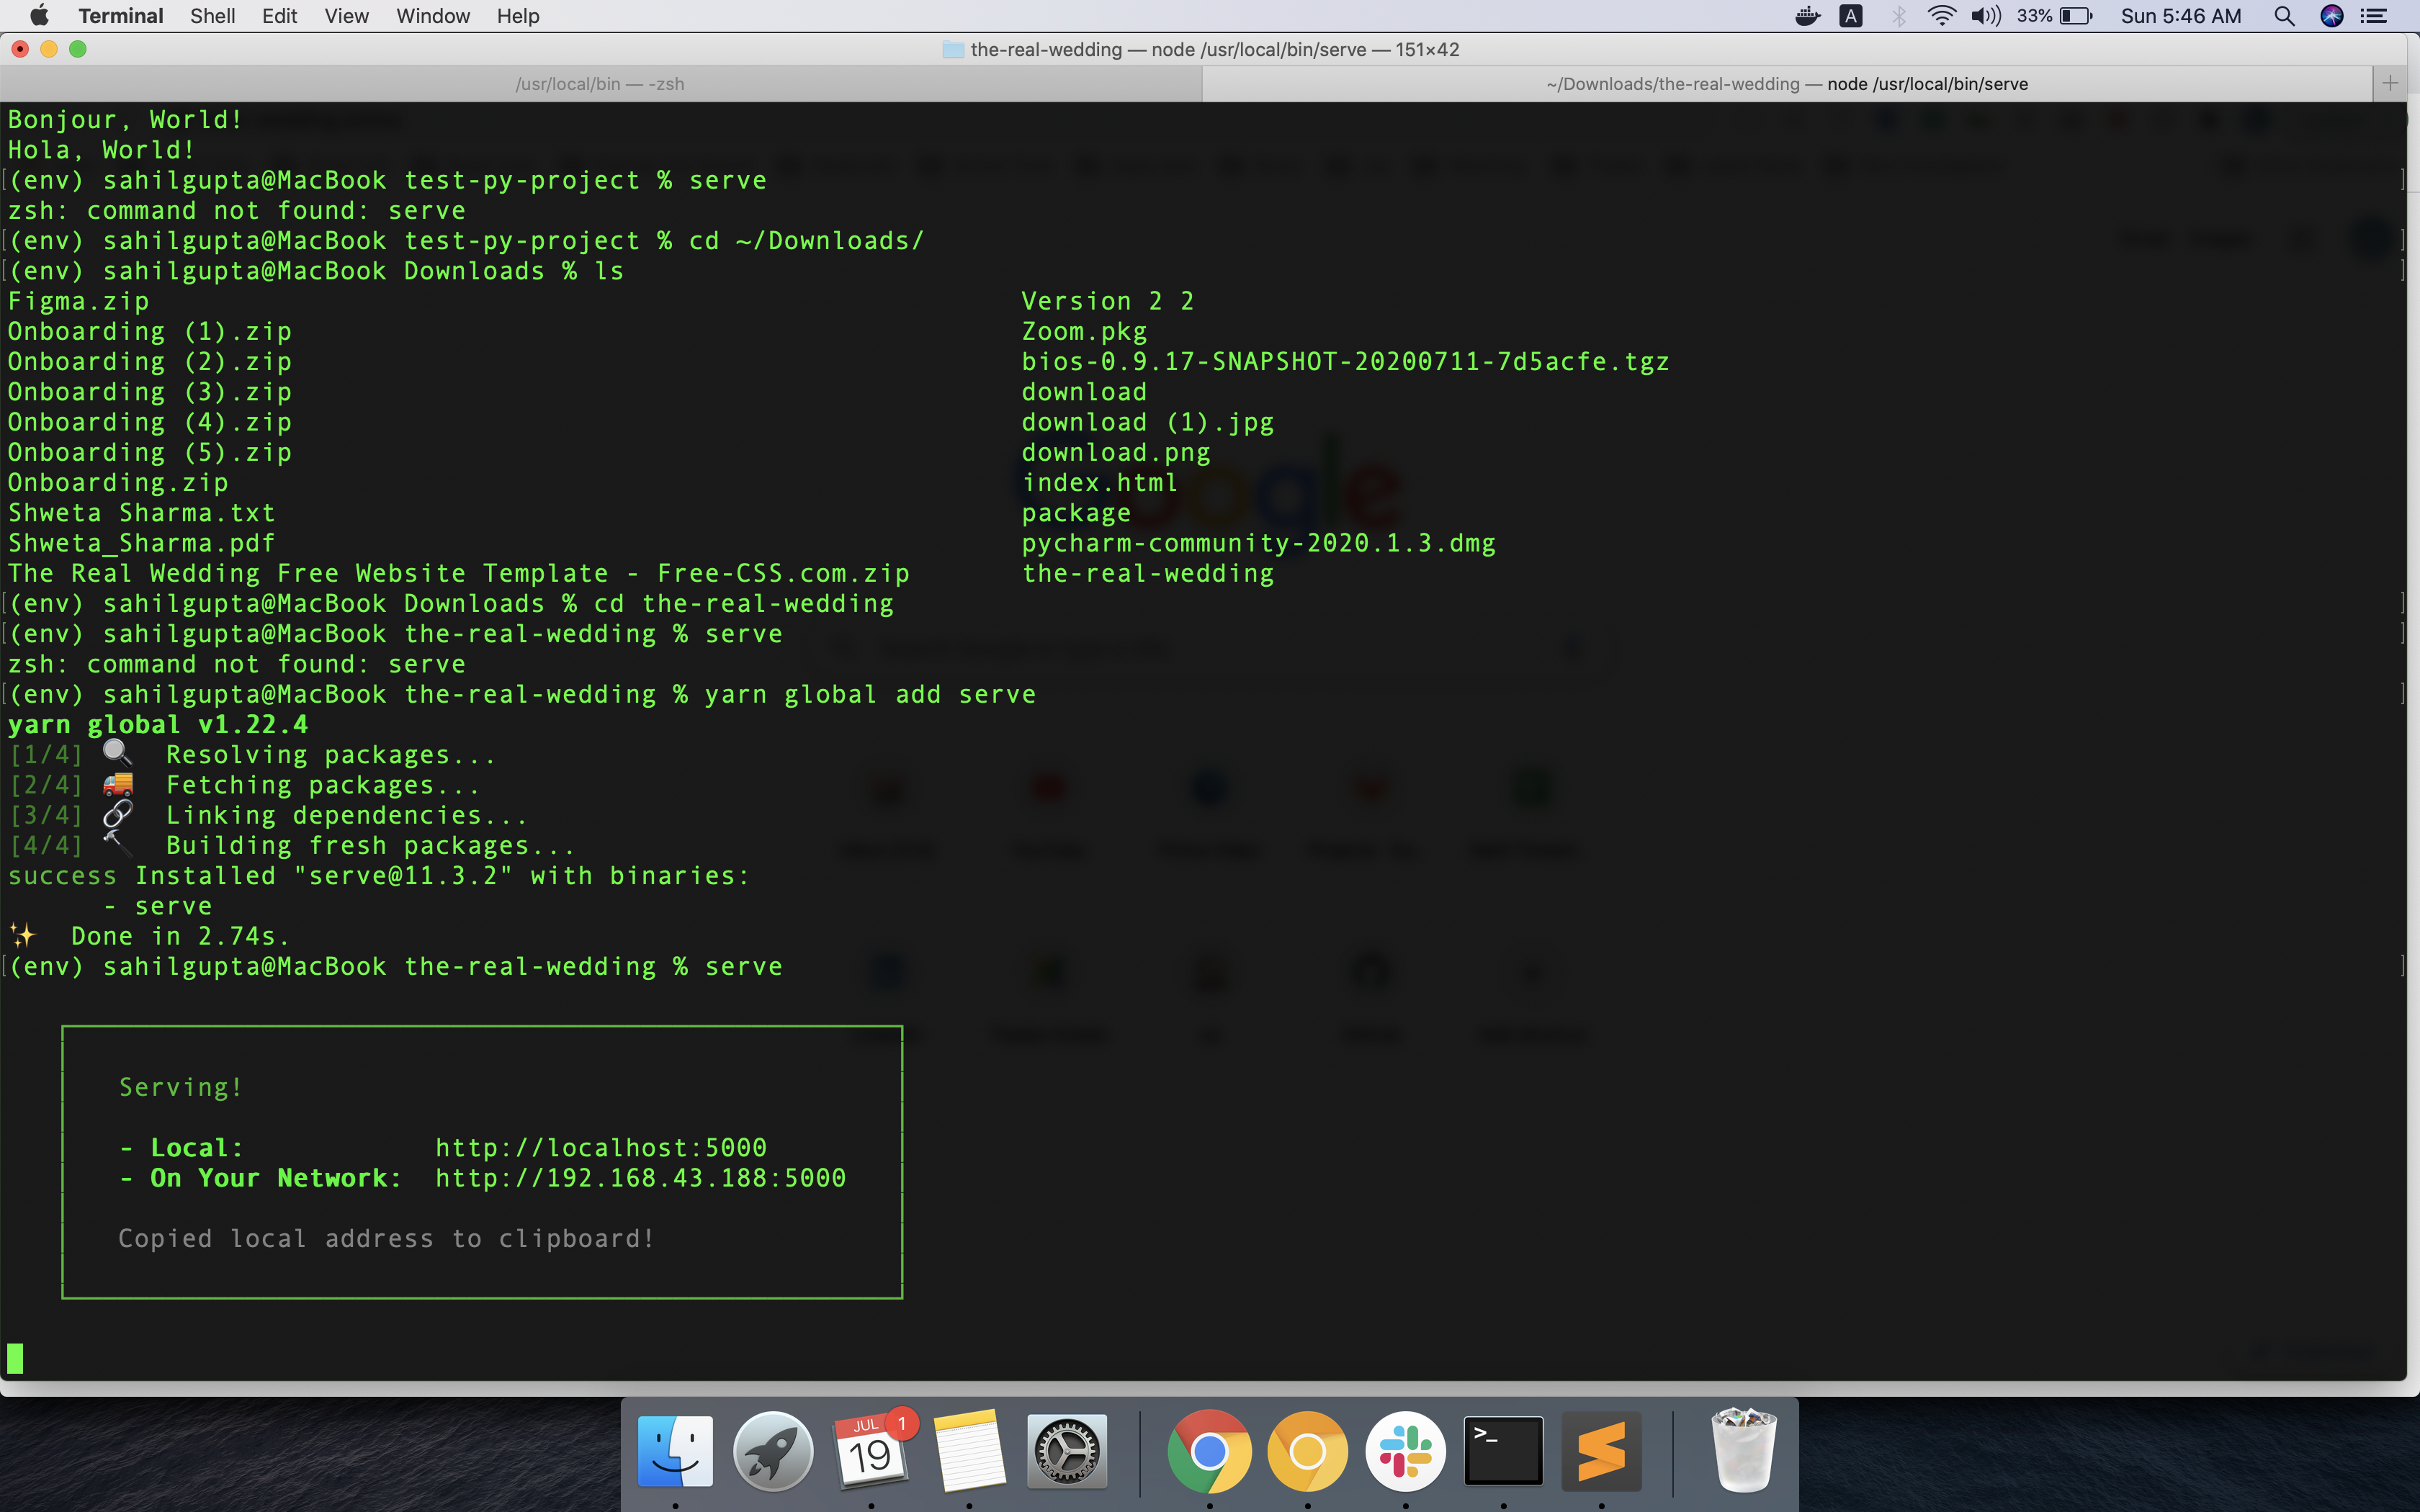 Terminal Shell Edit View Window Help A 33% Sun 5:46 AM
the-real-wedding — node /usr/local/bin/serve — 151×42
/usr/local/bin — -zsh ~/Downloads/the-real-wedding — node /usr/local/bin/serve +
Bonjour, World!
Hola, World!
[(env) sahilgupta@MacBook test-py-project % serve ]
zsh: command not found: serve
[(env) sahilgupta@MacBook test-py-project % cd ~/Downloads/ ]
[(env) sahilgupta@MacBook Downloads % ls ]
Figma.zip Version 2 2
Onboarding (1).zip Zoom.pkg
Onboarding (2).zip bios-0.9.17-SNAPSHOT-20200711-7d5acfe.tgz
Onboarding (3).zip download
Onboarding (4).zip download (1).jpg
Onboarding (5).zip download.png
Onboarding.zip index.html
Shweta Sharma.txt package
Shweta_Sharma.pdf pycharm-community-2020.1.3.dmg
The Real Wedding Free Website Template - Free-CSS.com.zip the-real-wedding
[(env) sahilgupta@MacBook Downloads % cd the-real-wedding ]
[(env) sahilgupta@MacBook the-real-wedding % serve ]
zsh: command not found: serve
[(env) sahilgupta@MacBook the-real-wedding % yarn global add serve ]
yarn global v1.22.4
[1/4] 🔍 Resolving packages...
[2/4] 🚚 Fetching packages...
[3/4] 🔗 Linking dependencies...
[4/4] 🔨 Building fresh packages...
success Installed "serve@11.3.2" with binaries:
- serve
✨ Done in 2.74s.
[(env) sahilgupta@MacBook the-real-wedding % serve ]
Serving!
- Local: http://localhost:5000
- On Your Network: http://192.168.43.188:5000
Copied local address to clipboard!
JUL 1
19
>_